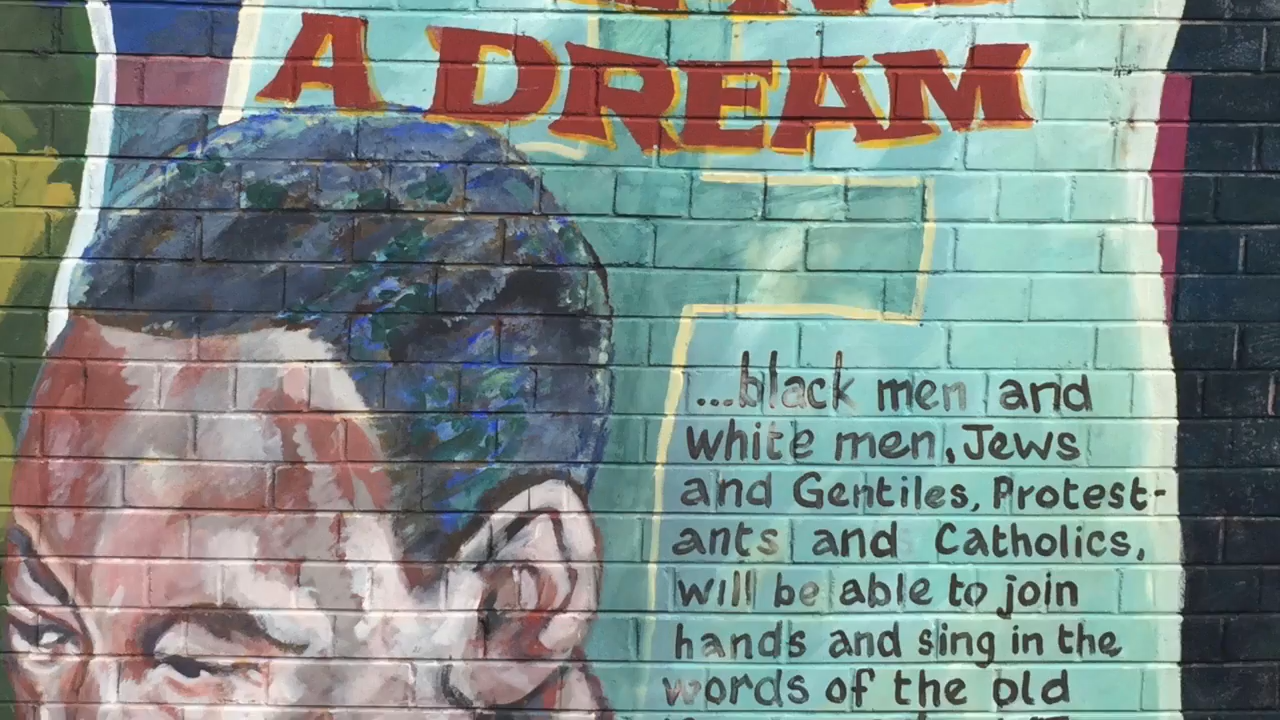 A DREAM
...black men and
white men, Jews
and Gentiles, Protest-
ants and Catholics,
will be able to join
hands and sing in the
words of the old